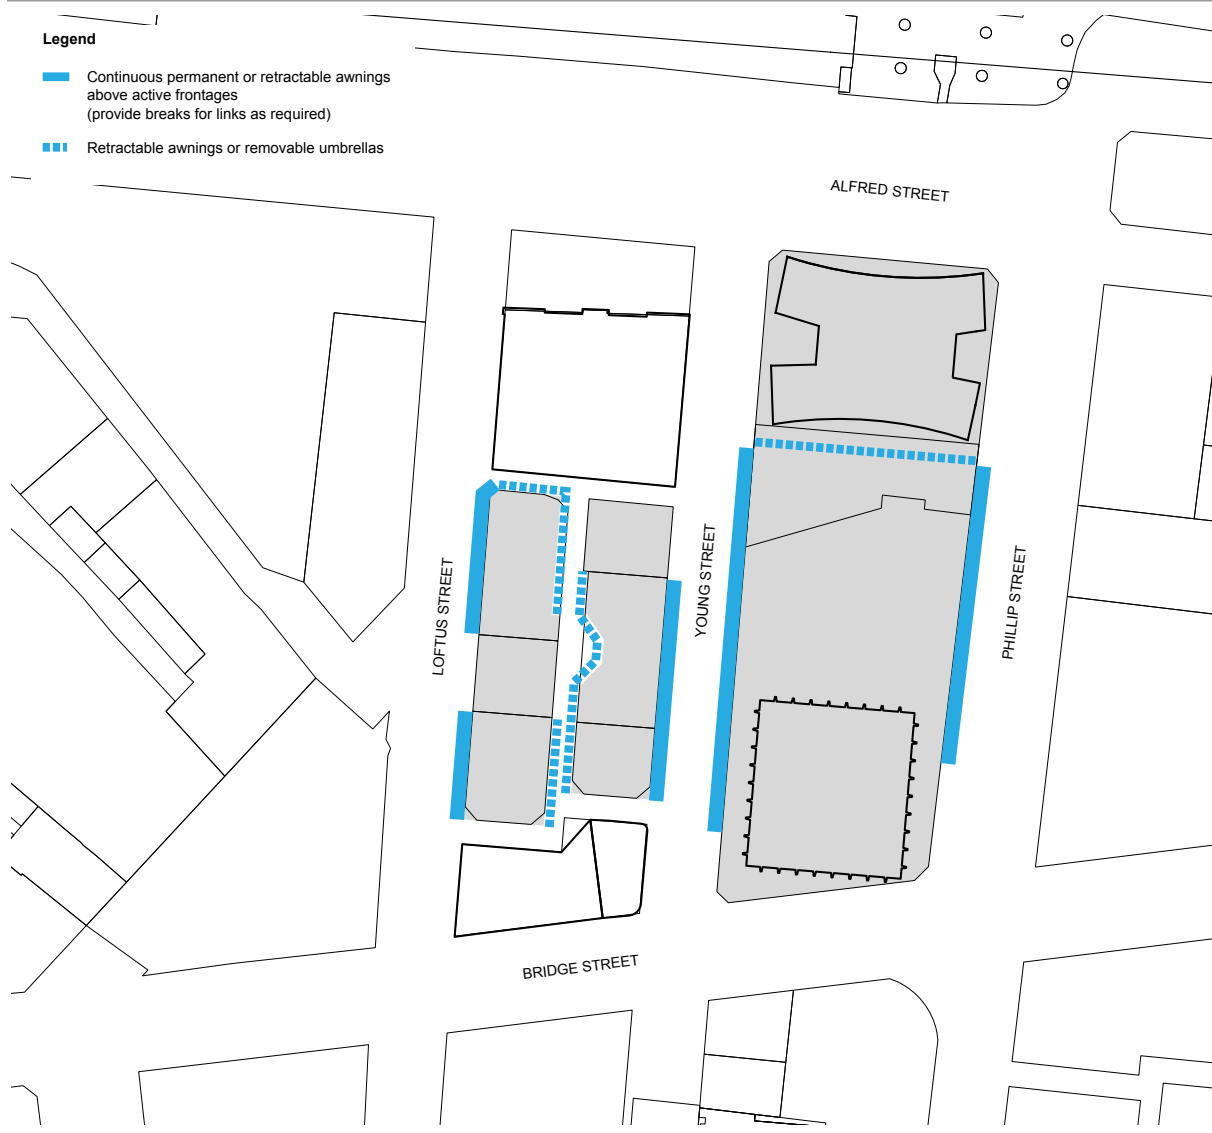 Legend
Continuous permanent or retractable awnings
above active frontages
(provide breaks for links as required)
Retractable awnings or removable umbrellas
ALFRED STREET
LOFTUS STREET
YOUNG STREET
PHILLIP STREET
BRIDGE STREET